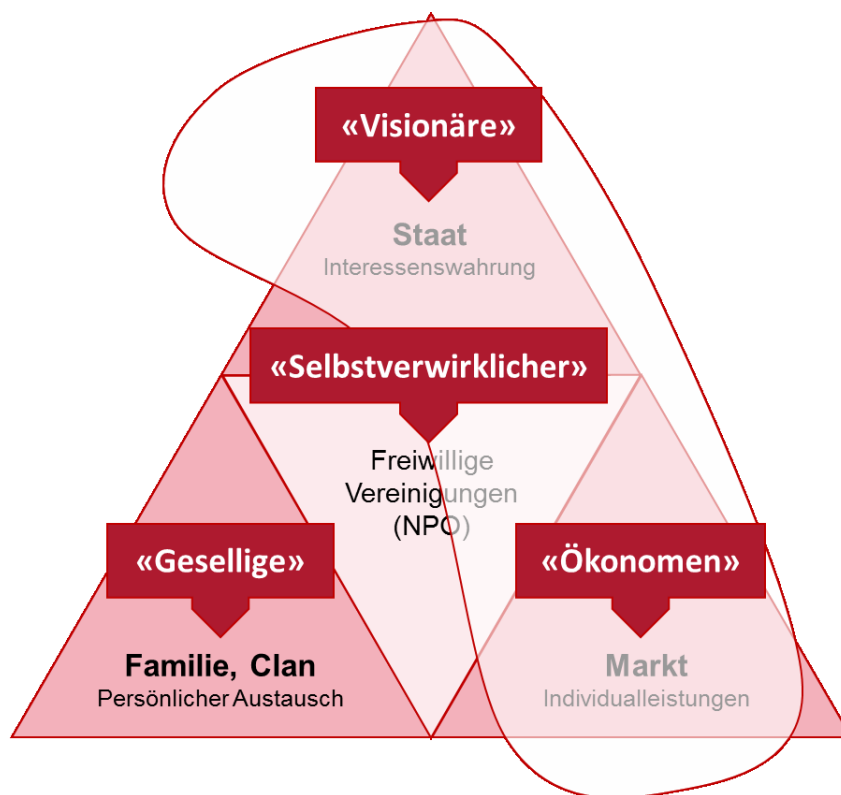 «Visionäre»
Staat
Interessenswahrung
«Selbstverwirklicher»
Freiwillige
Vereinigungen
(NPO)
«Gesellige»
Familie, Clan
Persönlicher Austausch
«Ökonomen»
Markt
Individualleistungen